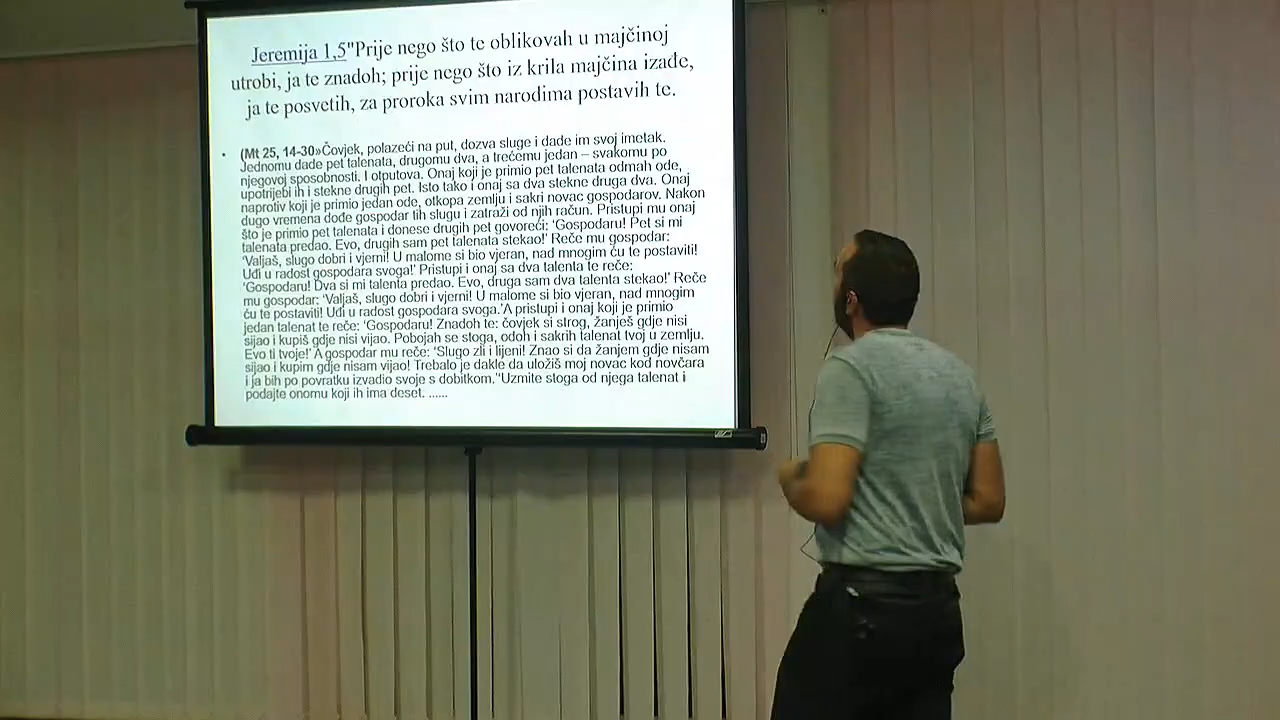 Jeremija 1,5"Prije nego što te oblikovah u majčinoj
utrobi, ja te znadoh; prije nego što iz krila majčina izađe,
ja te posvetih, za proroka svim narodima postavih te.
• (Mt 25, 14-30»Čovjek, polazeći na put, dozva sluge i dade im svoj imetak.
Jednomu dade pet talenata, drugomu dva, a trećemu jedan – svakomu po
njegovoj sposobnosti. I otputova. Onaj koji je primio pet talenata odmah ode,
upotrijebi ih i stekne drugih pet. Isto tako i onaj sa dva stekne druga dva. Onaj
naprotiv koji je primio jedan ode, otkopa zemlju i sakri novac gospodarov. Nakon
dugo vremena dođe gospodar tih slugu i zatraži od njih račun. Pristupi mu onaj
što je primio pet talenata i donese drugih pet govoreći: 'Gospodaru! Pet si mi
talenata predao. Evo, drugih sam pet talenata stekao!' Reče mu gospodar:
'Valjaš, slugo dobri i vjerni! U malome si bio vjeran, nad mnogim ću te postaviti!
Uđi u radost gospodara svoga!' Pristupi i onaj sa dva talenta te reče:
'Gospodaru! Dva si mi talenta predao. Evo, druga sam dva talenta stekao!' Reče
mu gospodar: 'Valjaš, slugo dobri i vjerni! U malome si bio vjeran, nad mnogim
ću te postaviti! Uđi u radost gospodara svoga.'A pristupi i onaj koji je primio
jedan talenat te reče: 'Gospodaru! Znadoh te: čovjek si strog, žanješ gdje nisi
sijao i kupiš gdje nisi vijao. Pobojah se stoga, odoh i sakrih talenat tvoj u zemlju.
Evo ti tvoje!' A gospodar mu reče: 'Slugo zli i lijeni! Znao si da žanjem gdje nisam
sijao i kupim gdje nisam vijao! Trebalo je dakle da uložiš moj novac kod novčara
i ja bih po povratku izvadio svoje s dobitkom.''Uzmite stoga od njega talenat i
podajte onomu koji ih ima deset. ......